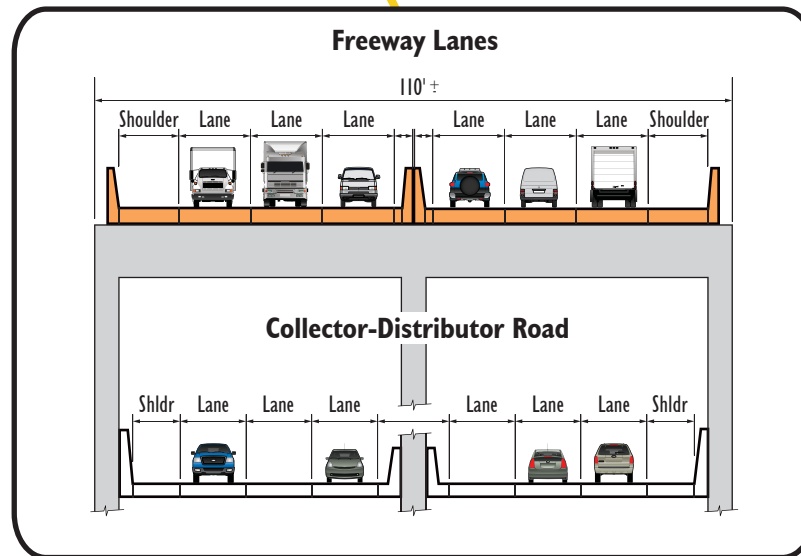 Freeway Lanes
110' ±
Shoulder Lane Lane Lane Lane Lane Lane Shoulder
Collector-Distributor Road
Shldr Lane Lane Lane Lane Lane Lane Shldr